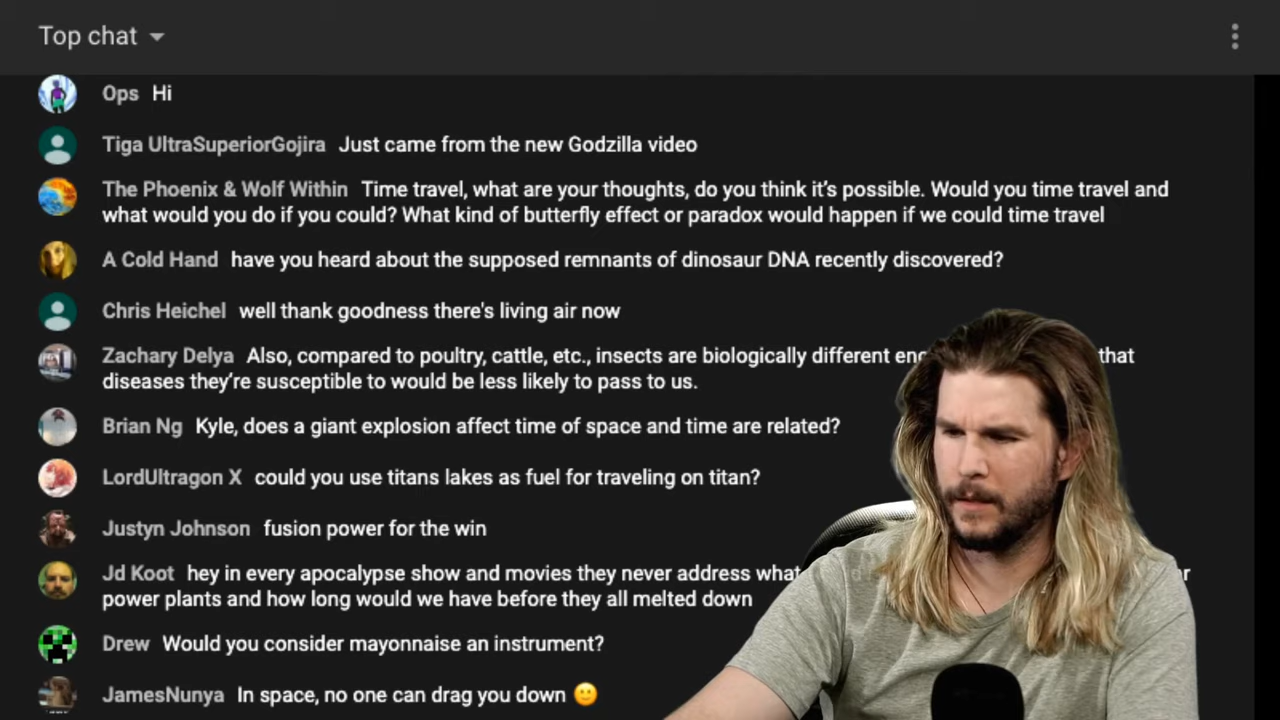 Top chat
Ops Hi
Tiga UltraSuperiorGojira Just came from the new Godzilla video
The Phoenix & Wolf Within Time travel, what are your thoughts, do you think it's possible. Would you time travel and
what would you do if you could? What kind of butterfly effect or paradox would happen if we could time travel
A Cold Hand have you heard about the supposed remnants of dinosaur DNA recently discovered?
Chris Heichel well thank goodness there's living air now
Zachary Delya Also, compared to poultry, cattle, etc., insects are biologically different that
diseases they're susceptible to would be less likely to pass to us.
Brian Ng Kyle, does a giant explosion affect time of space and time are related?
LordUltragon X could you use titans lakes as fuel for traveling on titan?
Justyn Johnson fusion power for the win
Jd Koot hey in every apocalypse show and movies they never address what
power plants and how long would we have before they all melted down
Drew Would you consider mayonnaise an instrument?
JamesNunya In space, no one can drag you down 🙂